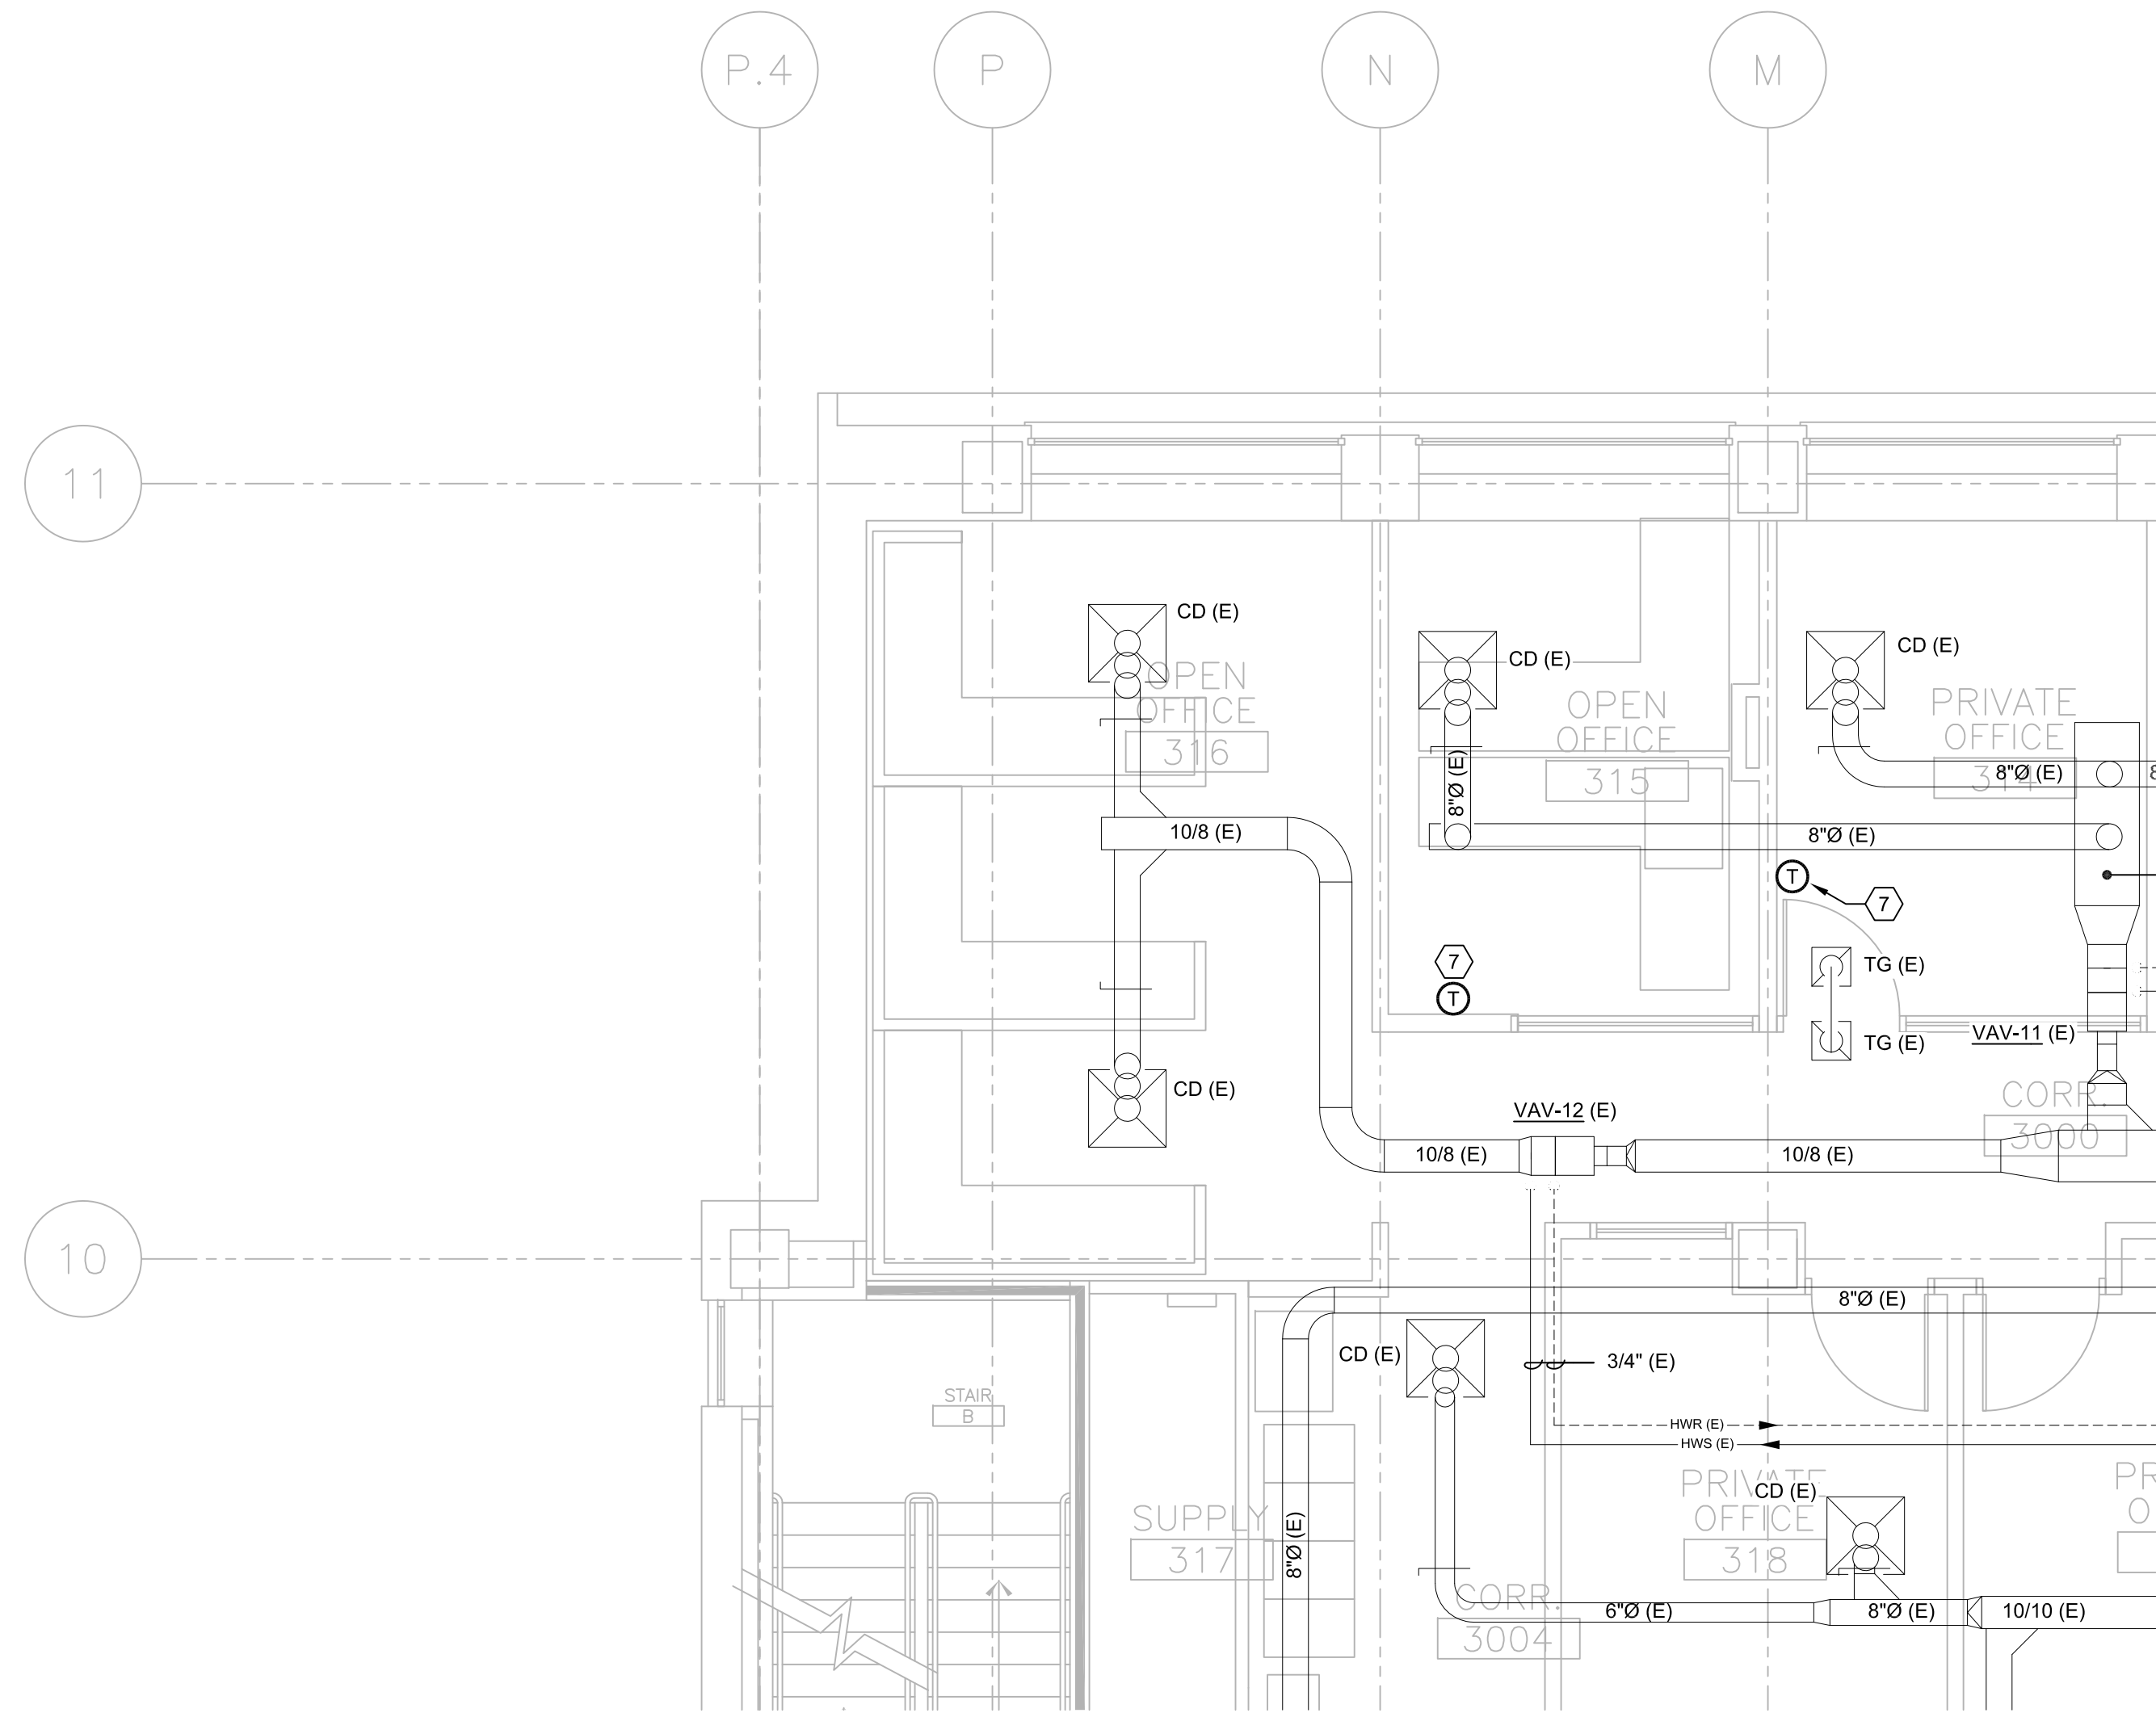 P.4
P
N
M
11
CD (E)
CD (E)
CD (E)
OPEN
OFFICE
316
OPEN
OFFICE
315
PRIVATE
OFFICE
314
8"Ø (E)
8"Ø (E)
10/8 (E)
8"Ø (E)
T
7
7
T
TG (E)
TG (E)
VAV-11 (E)
CD (E)
VAV-12 (E)
CORR.
3000
10/8 (E)
10/8 (E)
10
8"Ø (E)
CD (E)
3/4" (E)
STAIR
B
HWR (E)
HWS (E)
PRIVATE
OFFICE
318
CD (E)
SUPPLY
317
8"Ø (E)
CORR.
3004
6"Ø (E)
8"Ø (E)
10/10 (E)